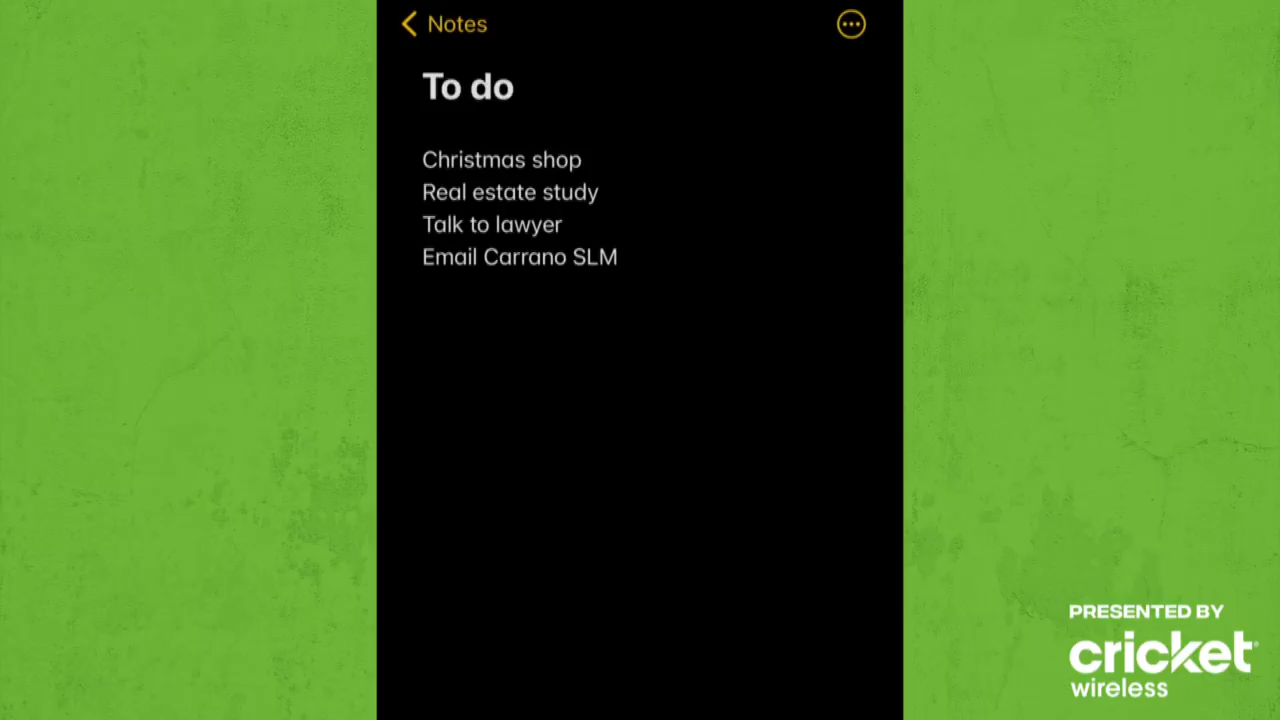 Notes
To do
Christmas shop
Real estate study
Talk to lawyer
Email Carrano SLM
PRESENTED BY
cricket
wireless